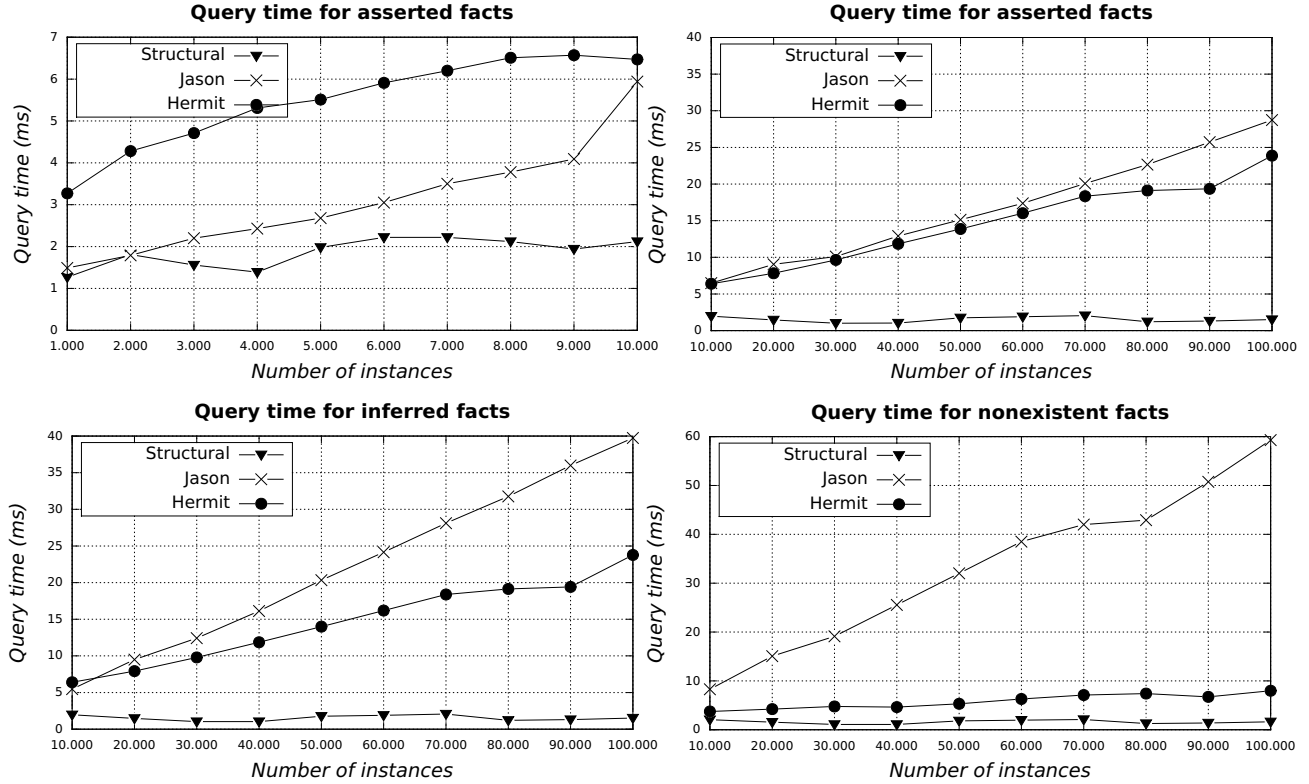 Query time for asserted facts
Query time (ms)
7
6
5
4
3
2
1
0
Structural
Jason
Hermit
1.000 2.000 3.000 4.000 5.000 6.000 7.000 8.000 9.000 10.000
Number of instances
Query time for asserted facts
Query time (ms)
40
35
30
25
20
15
10
5
0
Structural
Jason
Hermit
10.000 20.000 30.000 40.000 50.000 60.000 70.000 80.000 90.000 100.000
Number of instances
Query time for inferred facts
Query time (ms)
40
35
30
25
20
15
10
5
0
Structural
Jason
Hermit
10.000 20.000 30.000 40.000 50.000 60.000 70.000 80.000 90.000 100.000
Number of instances
Query time for nonexistent facts
Query time (ms)
60
50
40
30
20
10
0
Structural
Jason
Hermit
10.000 20.000 30.000 40.000 50.000 60.000 70.000 80.000 90.000 100.000
Number of instances